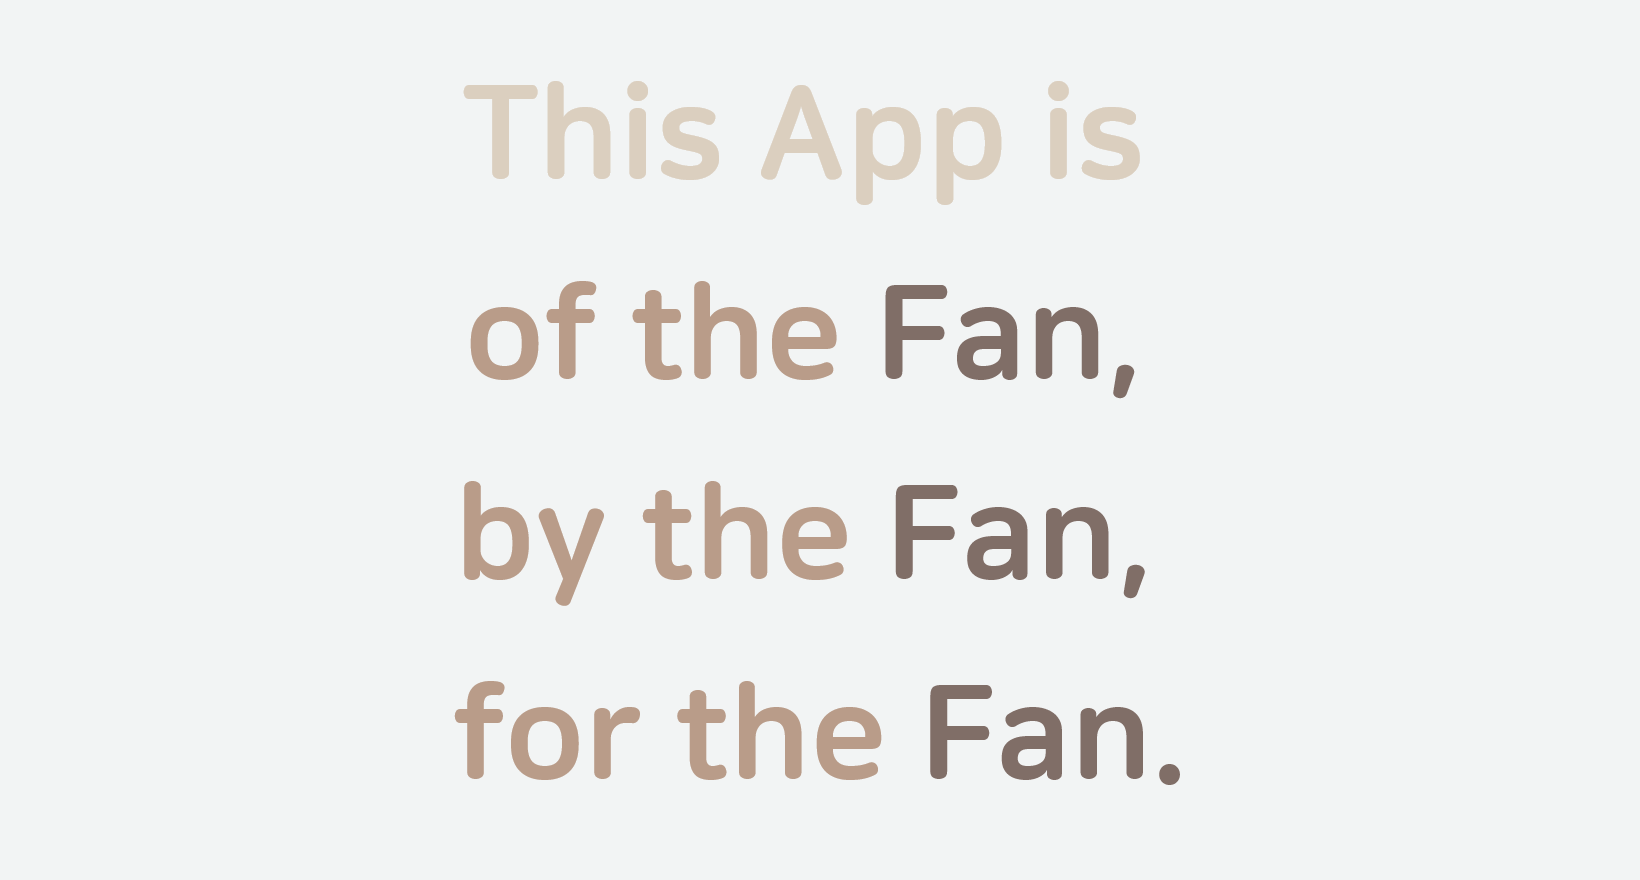 This App is
of the Fan,
by the Fan,
for the Fan.